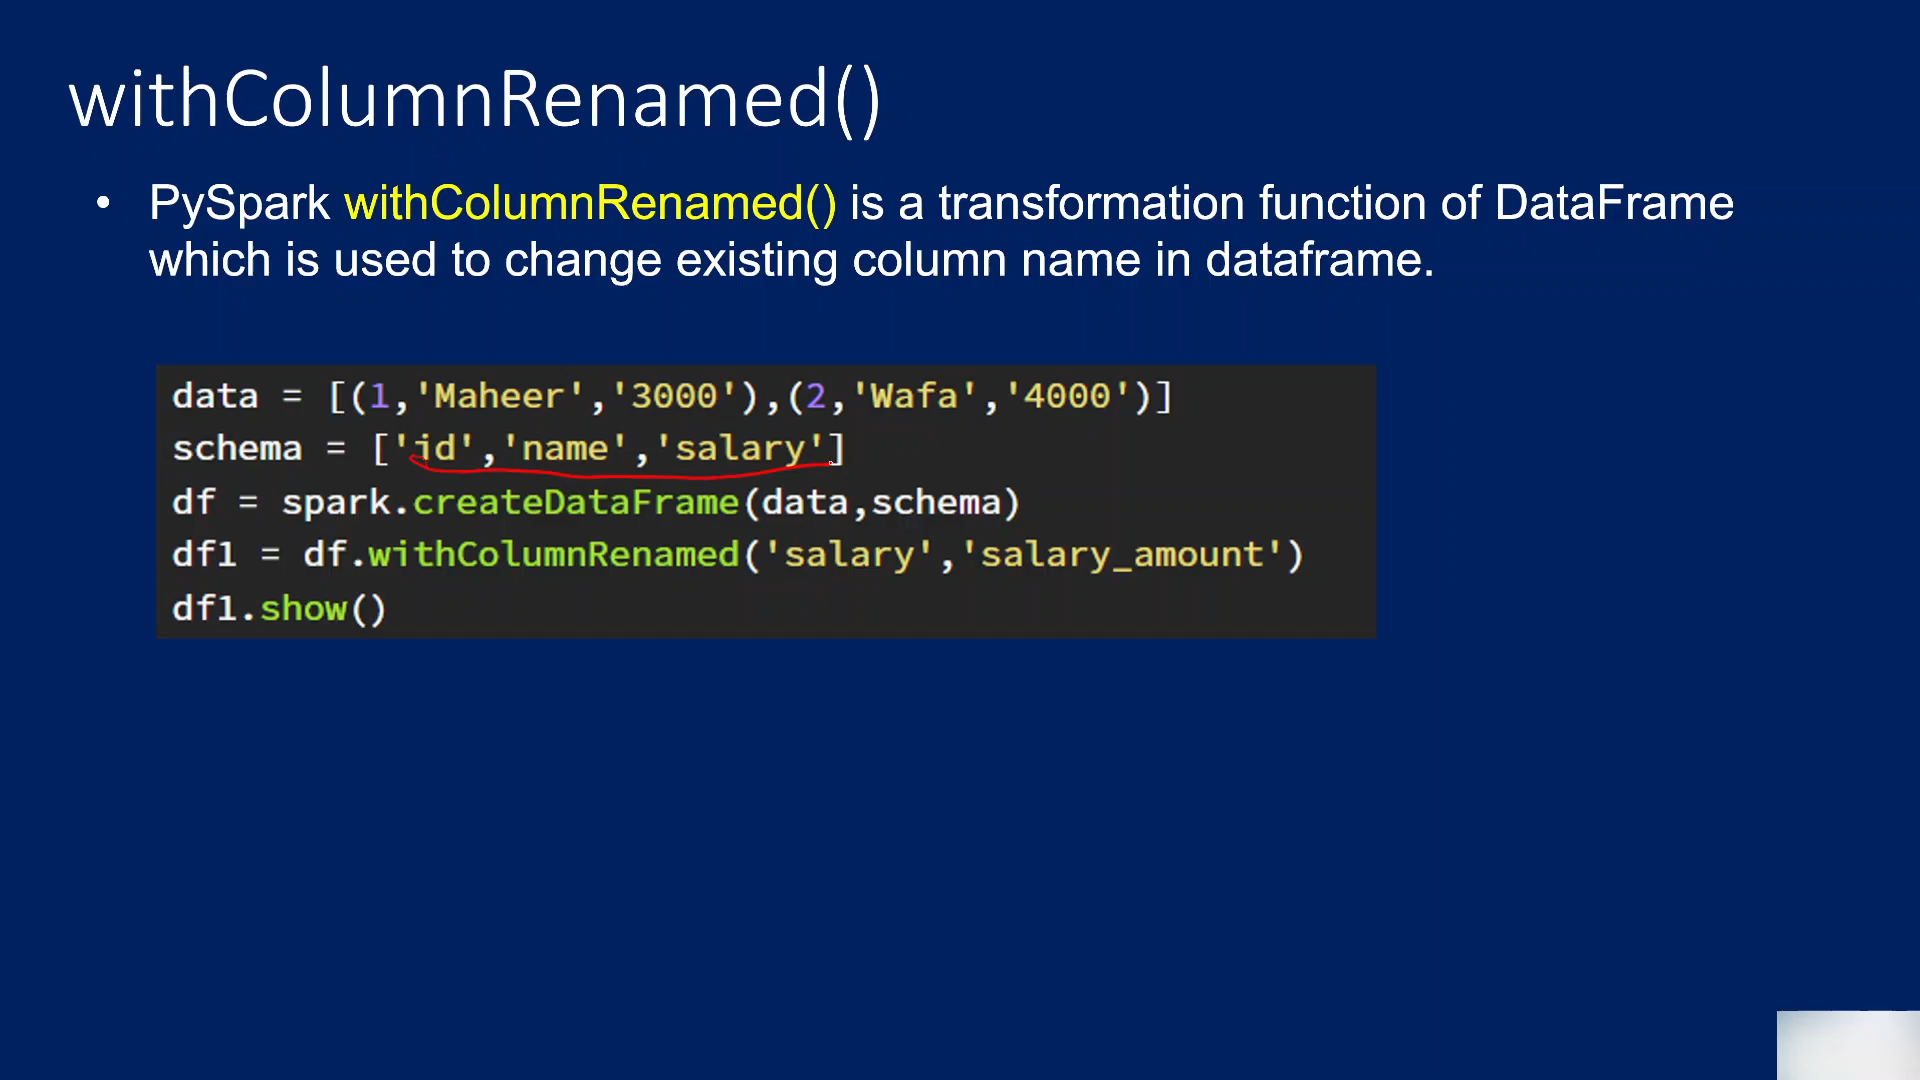 withColumnRenamed()
• PySpark withColumnRenamed() is a transformation function of DataFrame
which is used to change existing column name in dataframe.
data = [(1,'Maheer','3000'),(2,'Wafa','4000')]
schema = ['id','name','salary']
df = spark.createDataFrame(data,schema)
df1 = df.withColumnRenamed('salary','salary_amount')
df1.show()